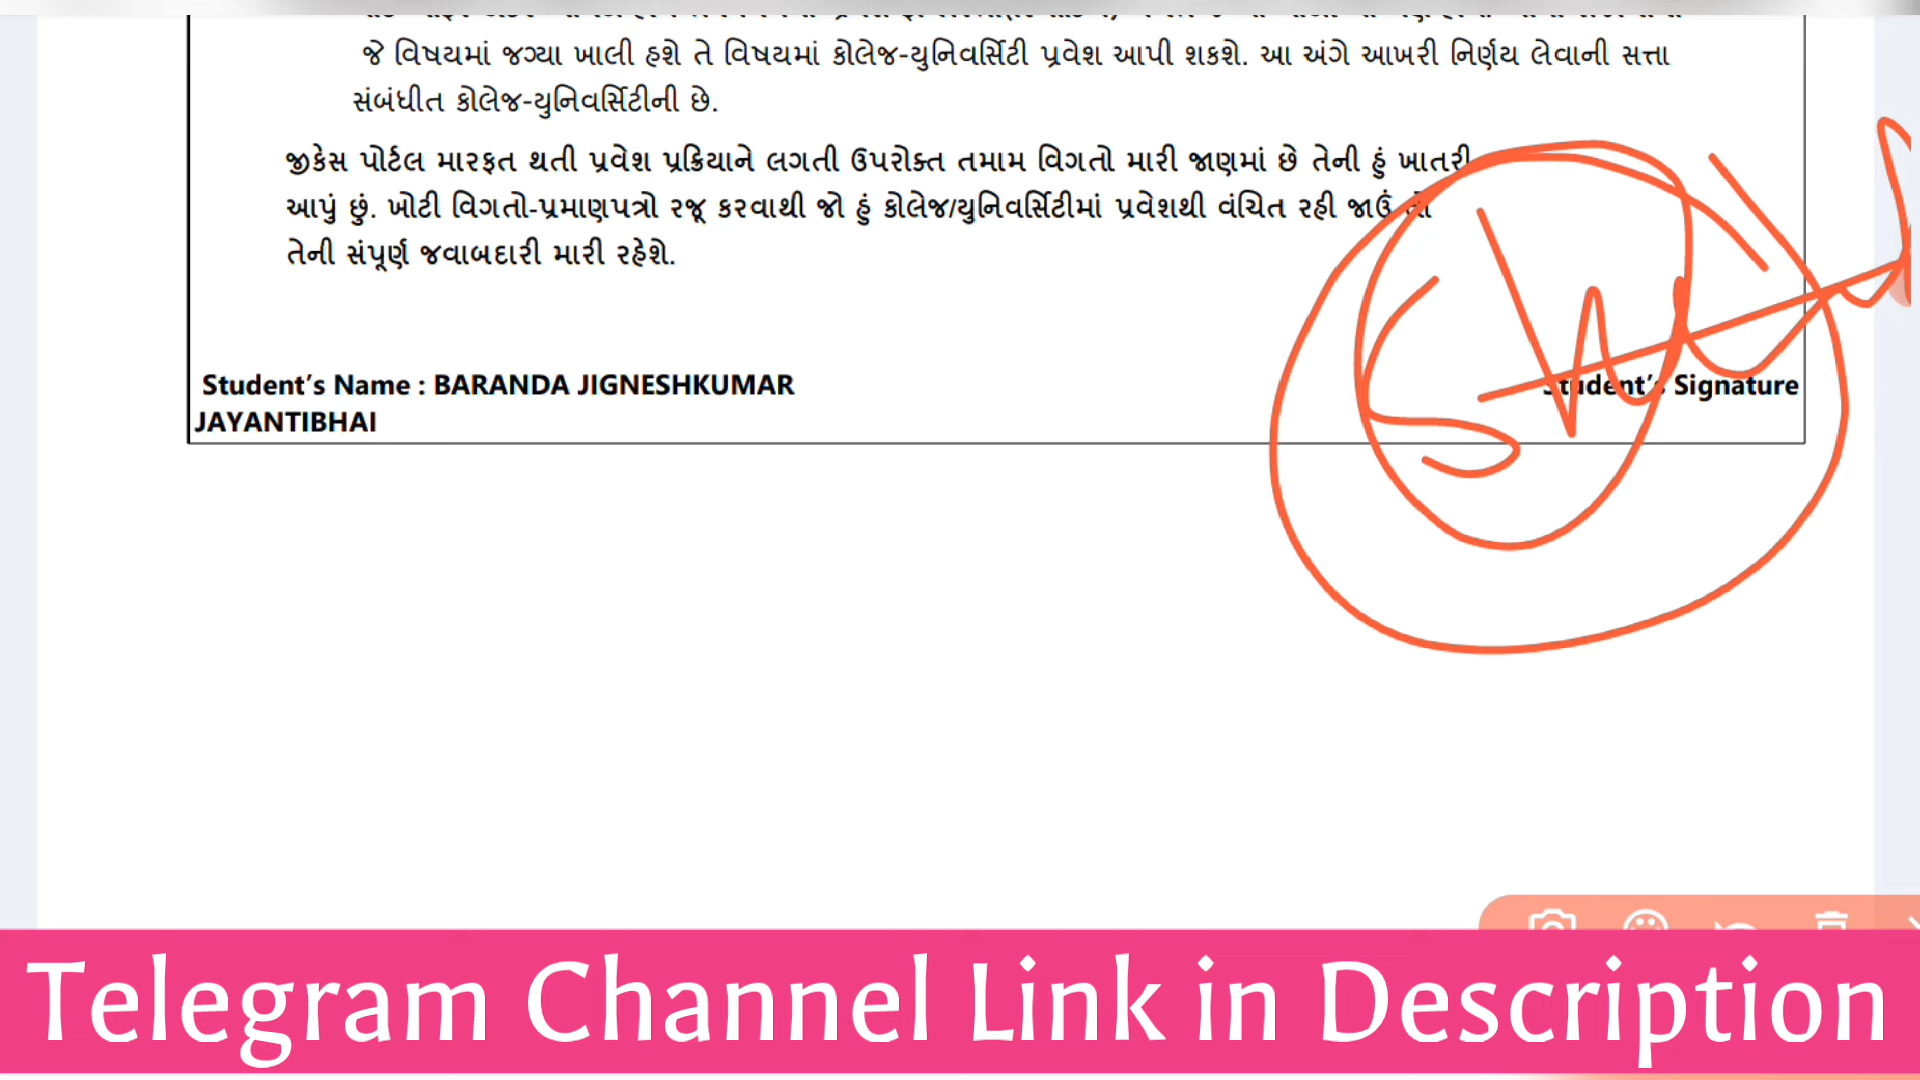 જે વિષયમાં જગ્યા ખાલી હશે તે વિષયમાં કોલેજ-યુનિવર્સિટી પ્રવેશ આપી શકશે. આ અંગે આખરી નિર્ણય લેવાની સત્તા
સંબંધીત કોલેજ-યુનિવર્સિટીની છે.
જીકેસ પોર્ટલ મારફત થતી પ્રવેશ પ્રક્રિયાને લગતી ઉપરોક્ત તમામ વિગતો મારી જાણમાં છે તેની હું ખાતરી
આપું છું. ખોટી વિગતો-પ્રમાણપત્રો રજૂ કરવાથી જો હું કોલેજ/યુનિવર્સિટીમાં પ્રવેશથી વંચિત રહી જાઉં તો
તેની સંપૂર્ણ જવાબદારી મારી રહેશે.
Student’s Name : BARANDA JIGNESHKUMAR
JAYANTIBHAI
Student’s Signature
Telegram Channel Link in Description